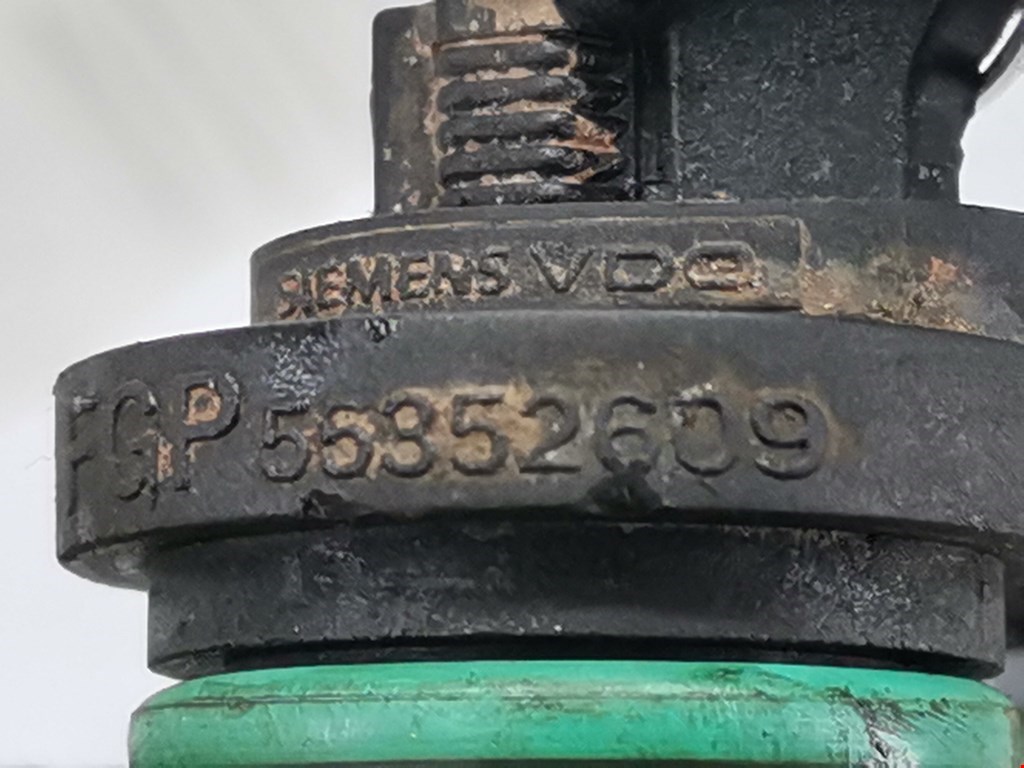 SIEMENS VDO
FGP 55352609